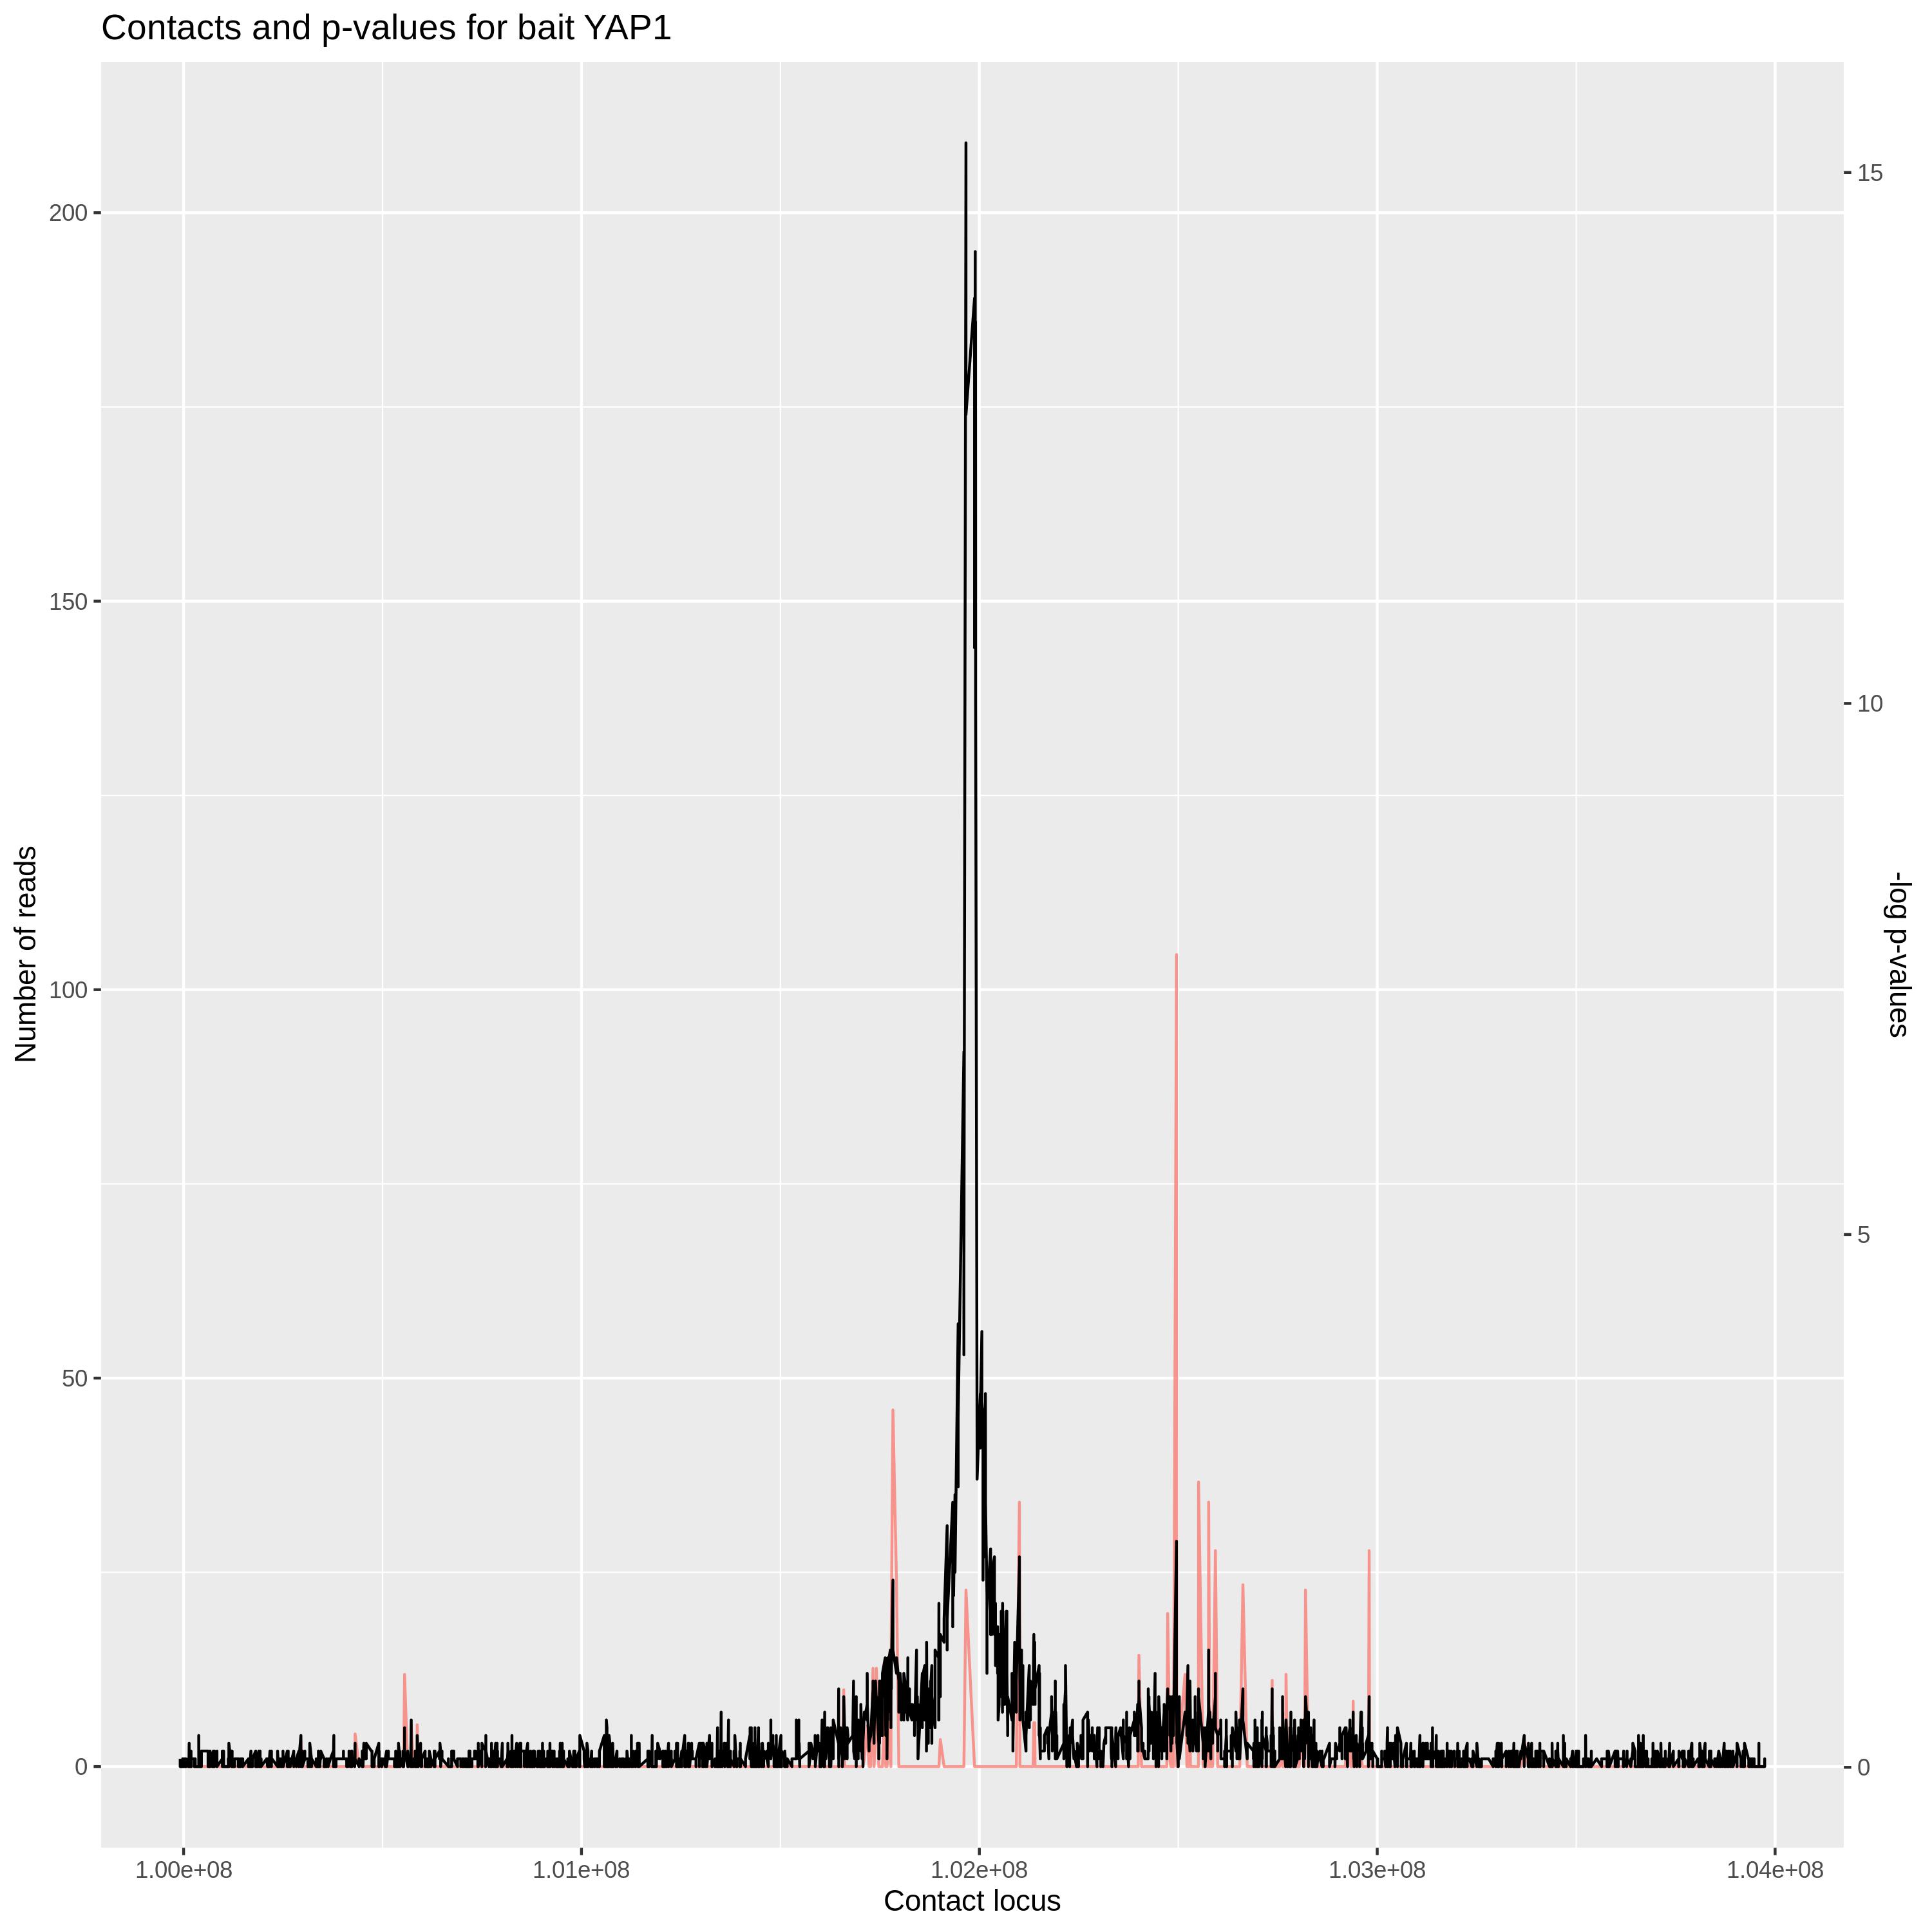 Contacts and p-values for bait YAP1
Number of reads
200
150
100
50
0
15
10
5
0
-log p-values
1.00e+08 1.01e+08 1.02e+08 1.03e+08 1.04e+08
Contact locus